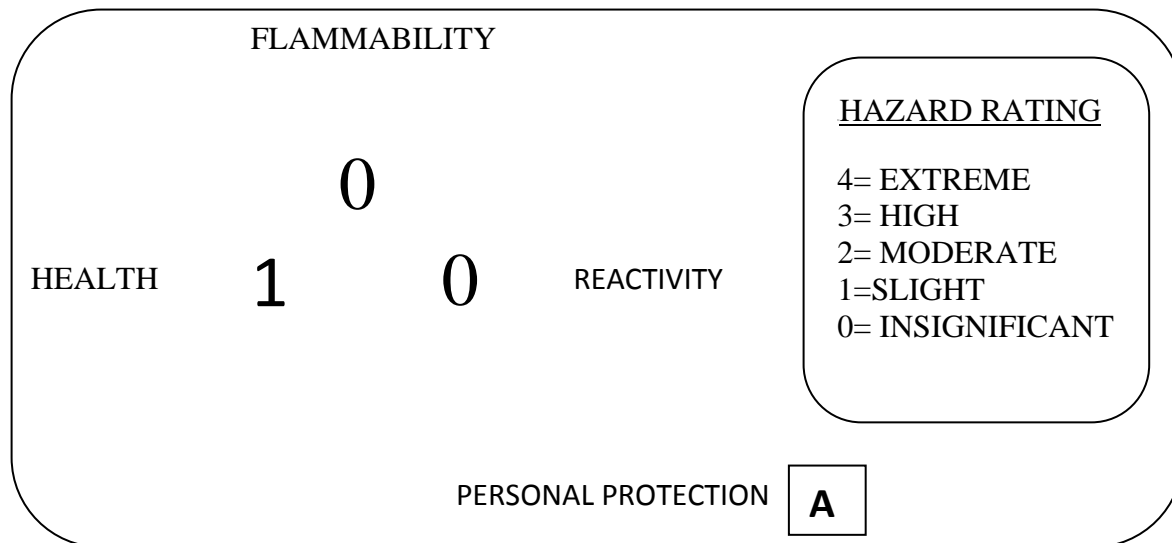 FLAMMABILITY
HAZARD RATING
4= EXTREME
0
3= HIGH
2= MODERATE
HEALTH 1 0 REACTIVITY
1=SLIGHT
0= INSIGNIFICANT
PERSONAL PROTECTION A